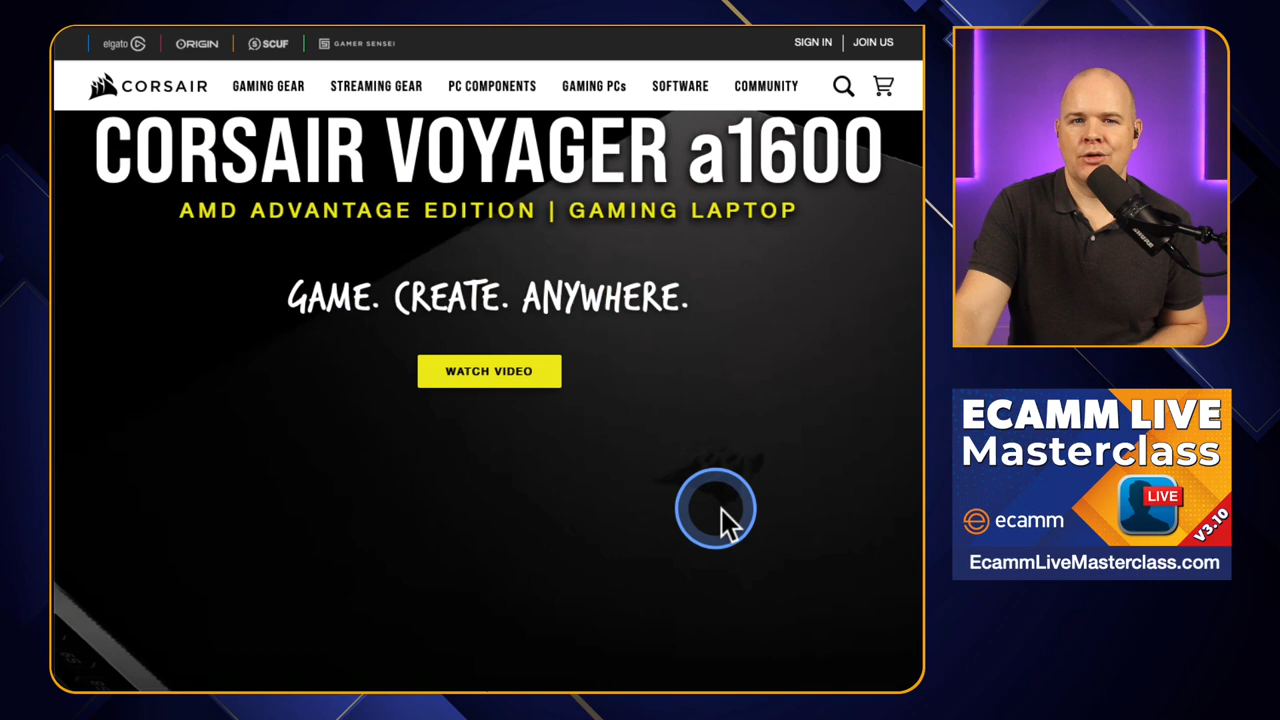 elgato
ORIGIN
SCUF
GAMER SENSEI
SIGN IN
JOIN US
CORSAIR
GAMING GEAR
STREAMING GEAR
PC COMPONENTS
GAMING PCs
SOFTWARE
COMMUNITY
CORSAIR VOYAGER a1600
AMD ADVANTAGE EDITION | GAMING LAPTOP
GAME. CREATE. ANYWHERE.
WATCH VIDEO
SHURE
ECAMM LIVE
Masterclass
LIVE
ecamm
V3.10
EcammLiveMasterclass.com